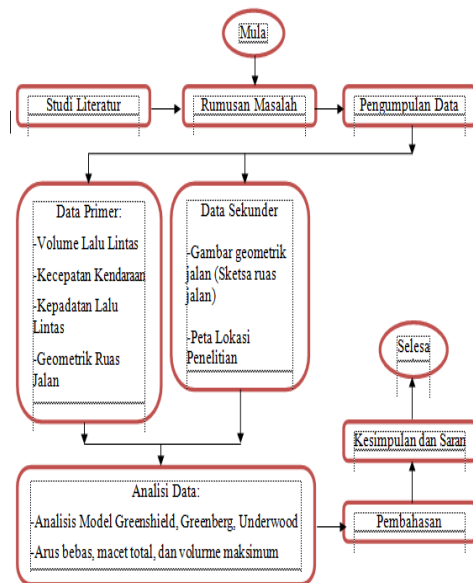 Mula
Studi Literatur
Rumusan Masalah
Pengumpulan Data
Data Primer:
-Volume Lalu Lintas
-Kecepatan Kendaraan
-Kepadatan Lalu
Lintas
-Geometrik Ruas
Jalan
Data Sekunder
-Gambar geometrik
jalan (Sketsa ruas
jalan)
-Peta Lokasi
Penelitian
Analisi Data:
-Analisis Model Greenshield, Greenberg, Underwood
-Arus bebas, macet total, dan volurme maksimum
Pembahasan
Kesimpulan dan Saran
Selesa